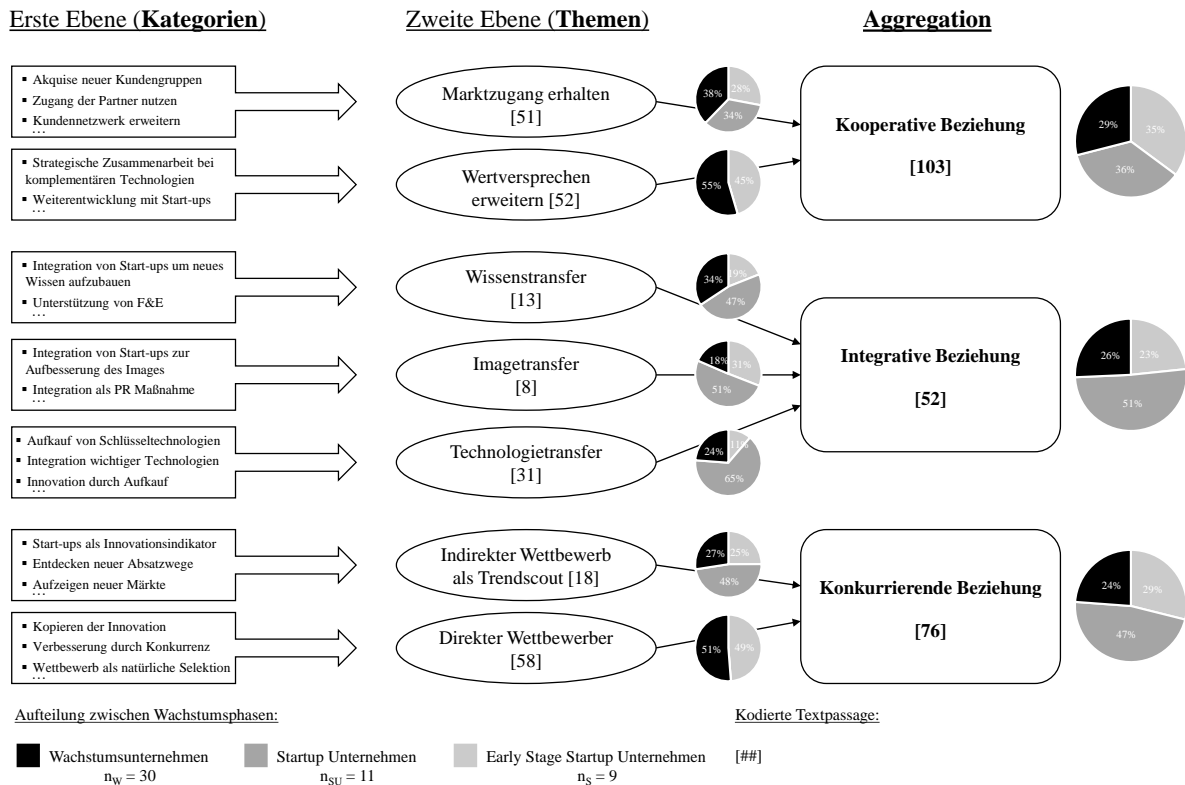 Erste Ebene (Kategorien)
Zweite Ebene (Themen)
Aggregation
▪ Akquise neuer Kundengruppen
▪ Zugang der Partner nutzen
▪ Kundennetzwerk erweitern
…
Marktzugang erhalten
[51]
38%
28%
34%
▪ Strategische Zusammenarbeit bei
komplementären Technologien
▪ Weiterentwicklung mit Start-ups
…
Wertversprechen
erweitern [52]
55%
45%
Kooperative Beziehung
[103]
29%
35%
36%
▪ Integration von Start-ups um neues
Wissen aufzubauen
▪ Unterstützung von F&E
…
Wissenstransfer
[13]
34%
19%
47%
▪ Integration von Start-ups zur
Aufbesserung des Images
▪ Integration als PR Maßnahme
…
Imagetransfer
[8]
18%
31%
51%
▪ Aufkauf von Schlüsseltechnologien
▪ Integration wichtiger Technologien
▪ Innovation durch Aufkauf
…
Technologietransfer
[31]
24%
11%
65%
Integrative Beziehung
[52]
26%
23%
51%
▪ Start-ups als Innovationsindikator
▪ Entdecken neuer Absatzwege
▪ Aufzeigen neuer Märkte
…
Indirekter Wettbewerb
als Trendscout [18]
27%
25%
48%
▪ Kopieren der Innovation
▪ Verbesserung durch Konkurrenz
▪ Wettbewerb als natürliche Selektion
…
Direkter Wettbewerber
[58]
51%
49%
Konkurrierende Beziehung
[76]
24%
29%
47%
Aufteilung zwischen Wachstumsphasen:
Kodierte Textpassage:
Wachstumsunternehmen
n_W = 30
Startup Unternehmen
n_SU = 11
Early Stage Startup Unternehmen
n_S = 9
[##]